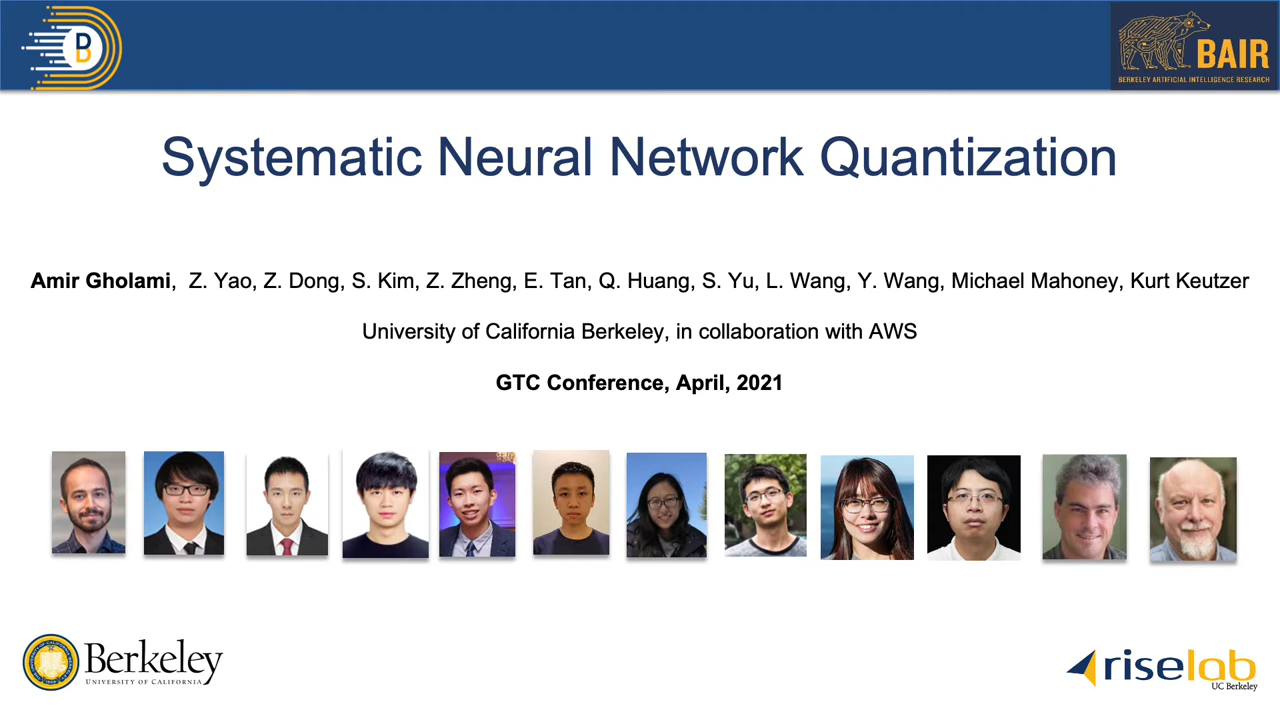 D
D
BAIR
BERKELEY ARTIFICIAL INTELLIGENCE RESEARCH
Systematic Neural Network Quantization
Amir Gholami, Z. Yao, Z. Dong, S. Kim, Z. Zheng, E. Tan, Q. Huang, S. Yu, L. Wang, Y. Wang, Michael Mahoney, Kurt Keutzer
University of California Berkeley, in collaboration with AWS
GTC Conference, April, 2021
Berkeley
UNIVERSITY OF CALIFORNIA
riselab
UC Berkeley